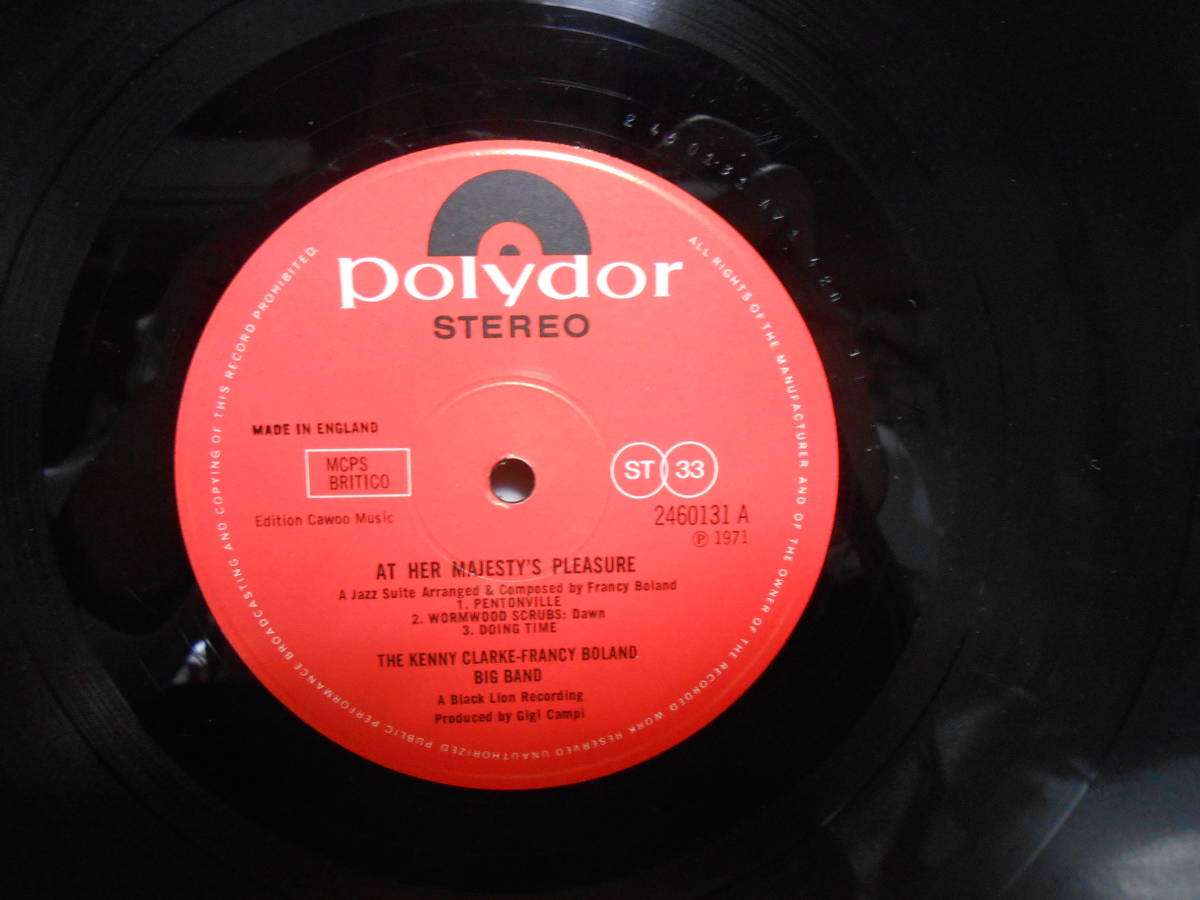 polydor
STEREO
MADE IN ENGLAND
MCPS
BRITICO
ST 33
Edition Cawoo Music
2460131 A
℗ 1971
AT HER MAJESTY'S PLEASURE
A Jazz Suite Arranged & Composed by Francy Boland
1. PENTONVILLE
2. WORMWOOD SCRUBS: Dawn
3. DOING TIME
THE KENNY CLARKE-FRANCY BOLAND
BIG BAND
A Black Lion Recording
Produced by Gigi Campi
ALL RIGHTS OF THE MANUFACTURER AND OF THE OWNER OF THE RECORDED WORK RESERVED UNAUTHORIZED PUBLIC PERFORMANCE BROADCASTING AND COPYING OF THIS RECORD PROHIBITED.